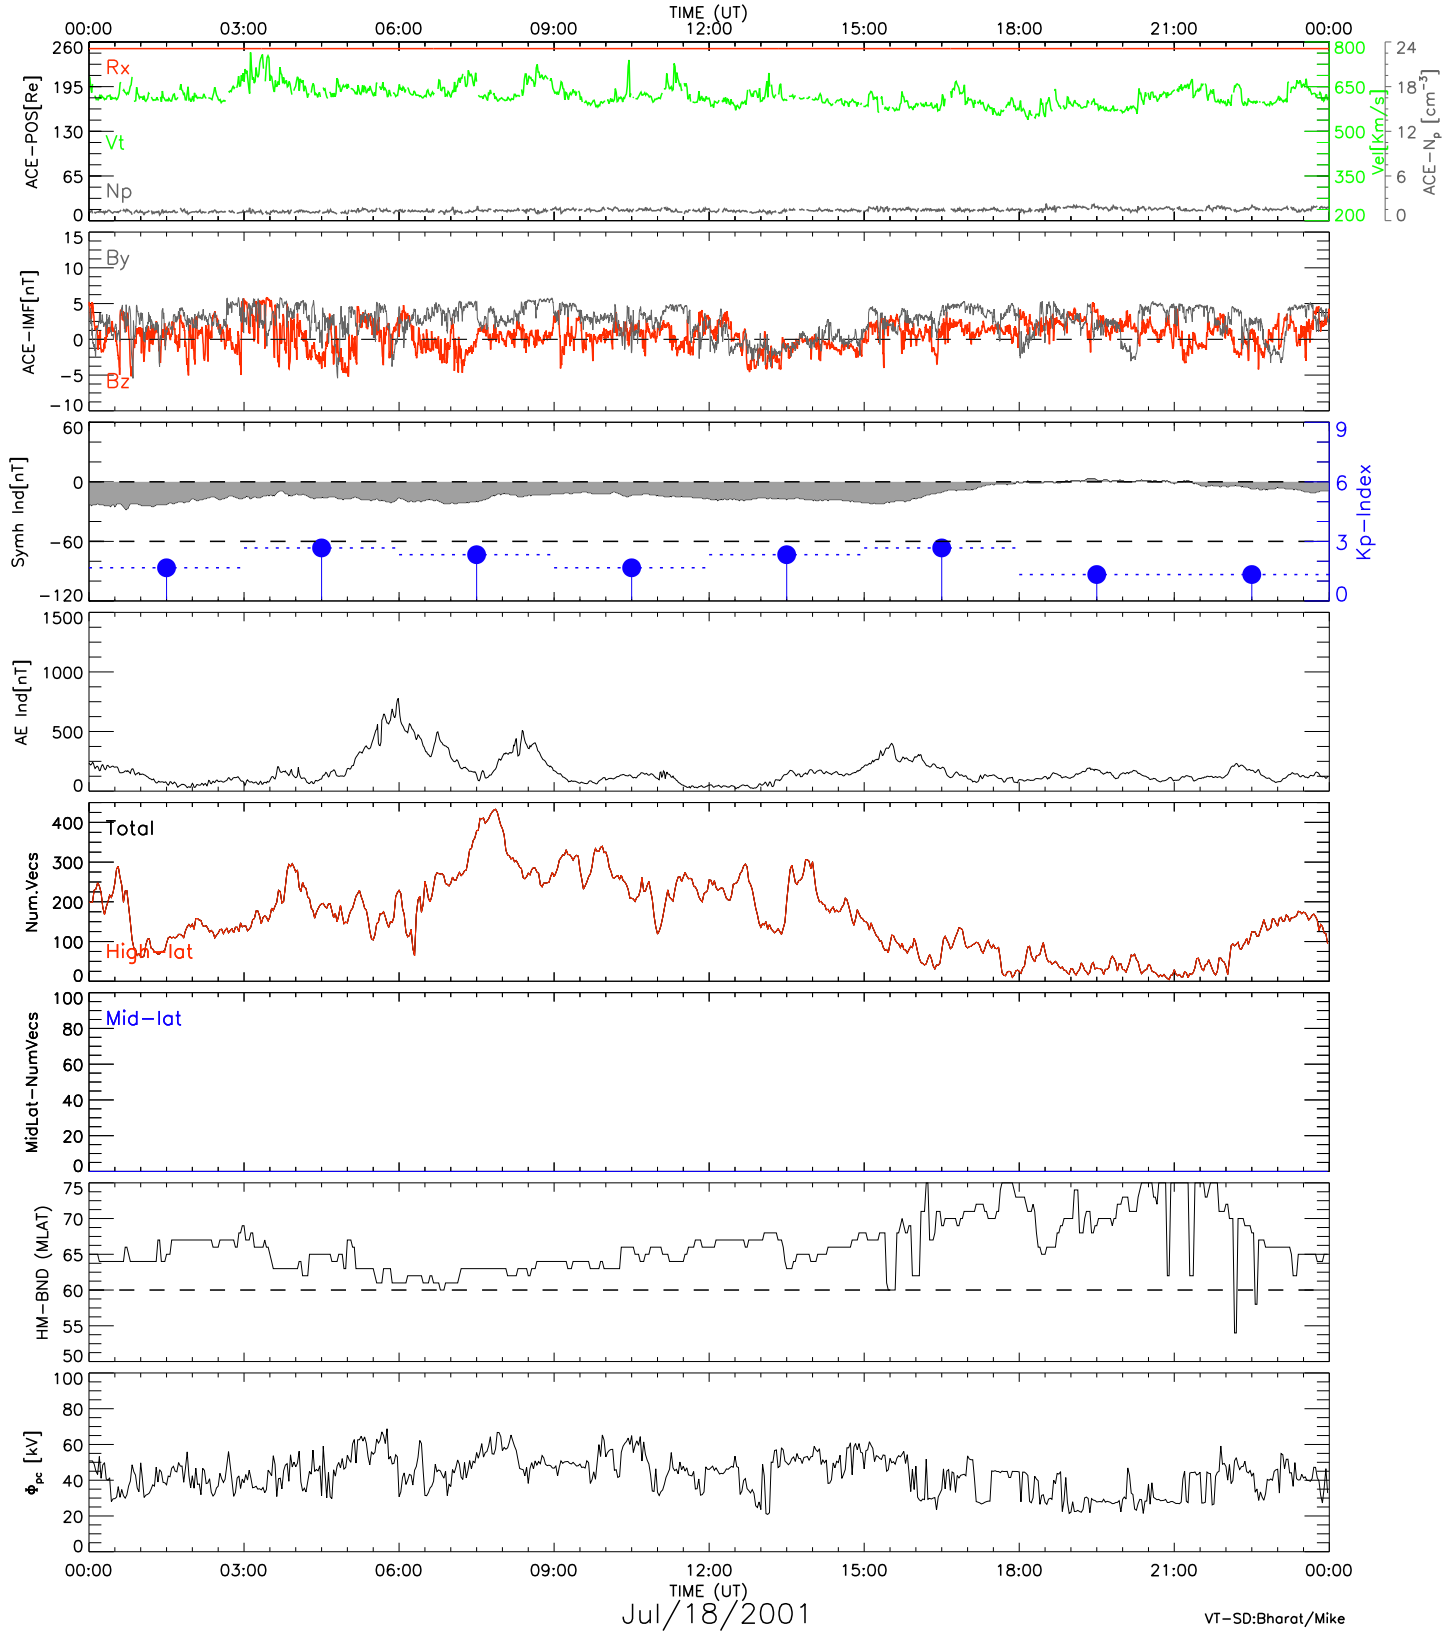 TIME (UT)
00:00 03:00 06:00 09:00 12:00 15:00 18:00 21:00 00:00
ACE-POS[Re]
260
195
130
65
0
Rx
Vt
Np
800
650
500
350
200
Vel[Km/s]
24
18
12
6
0
ACE-Np [cm⁻³]
ACE-IMF[nT]
15
10
5
0
-5
-10
By
Bz
Symh Ind[nT]
60
0
-60
-120
9
6
3
0
Kp-Index
AE Ind[nT]
1500
1000
500
0
Num.Vecs
400
300
200
100
0
Total
High-lat
MidLat-NumVecs
100
80
60
40
20
0
Mid-lat
HM-BND (MLAT)
75
70
65
60
55
50
Φpc [kV]
100
80
60
40
20
0
00:00 03:00 06:00 09:00 12:00 15:00 18:00 21:00 00:00
TIME (UT)
Jul/18/2001
VT-SD:Bharat/Mike